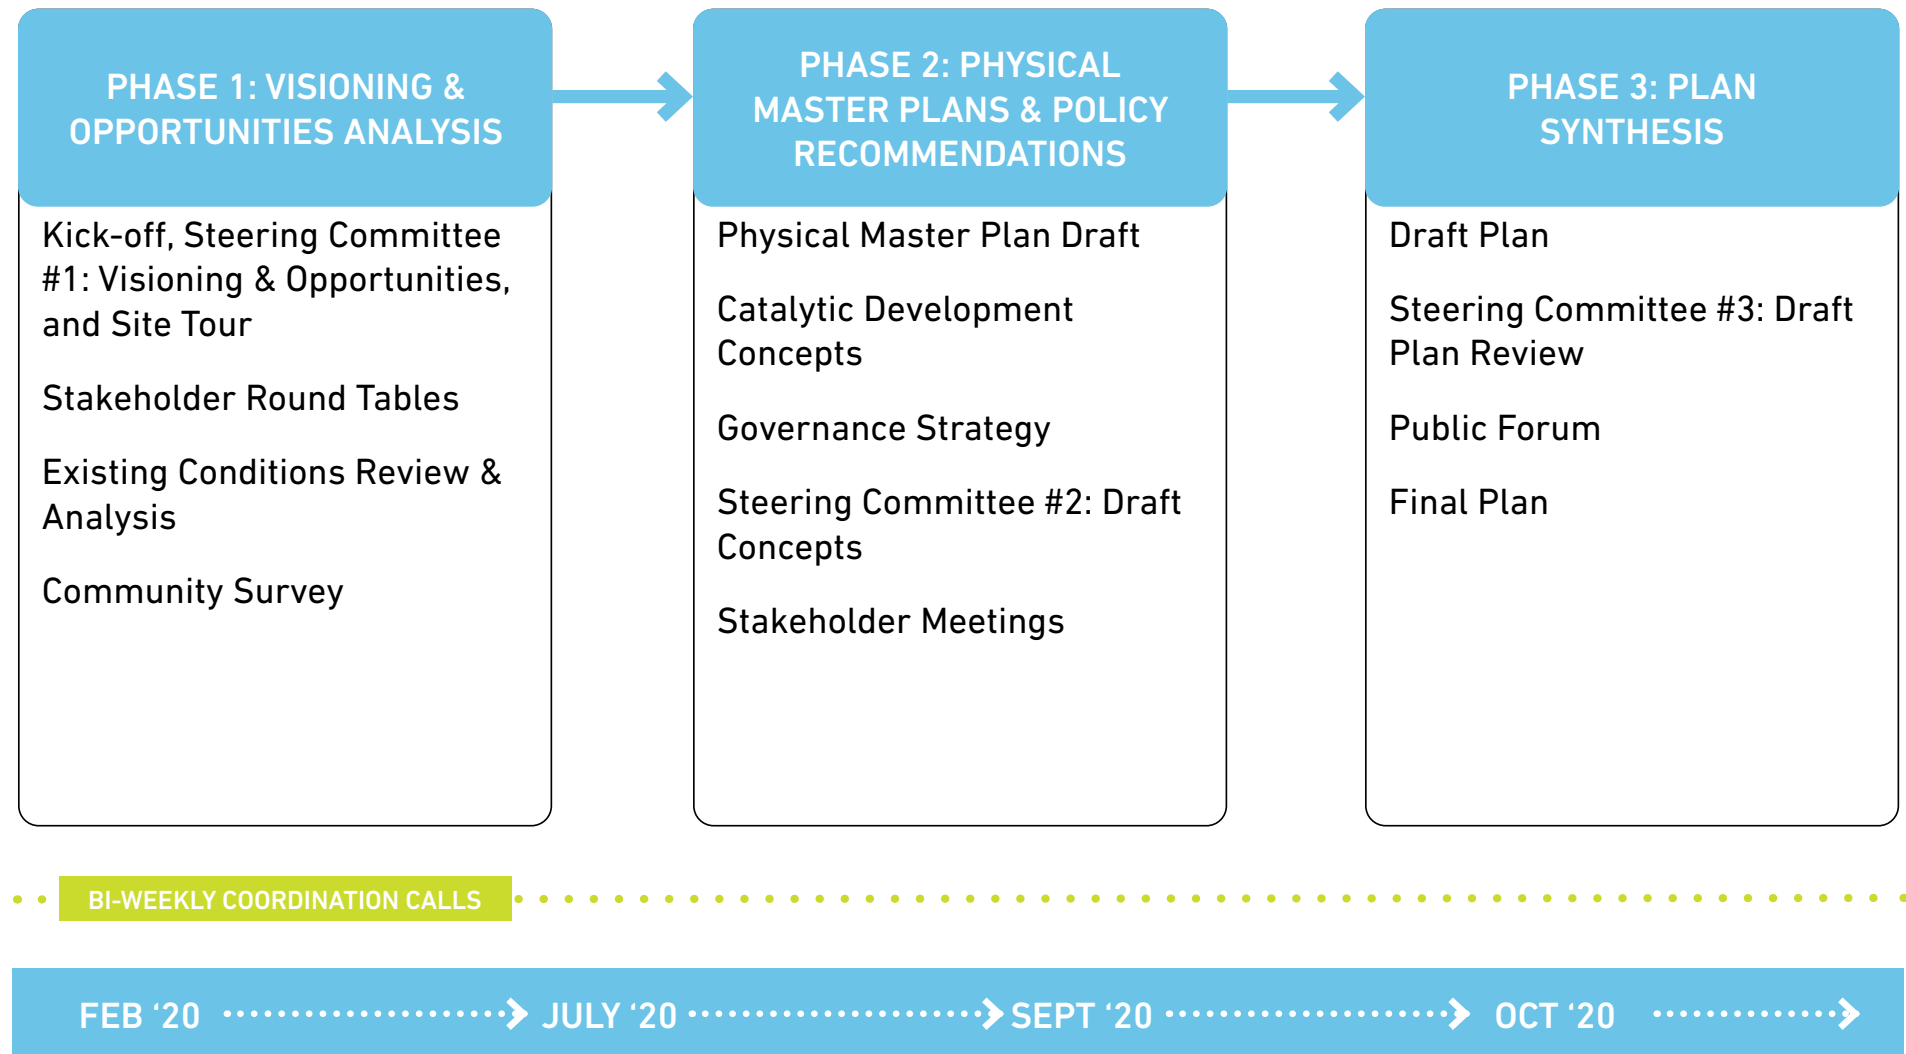 PHASE 1: VISIONING &
OPPORTUNITIES ANALYSIS
Kick-off, Steering Committee
#1: Visioning & Opportunities,
and Site Tour
Stakeholder Round Tables
Existing Conditions Review &
Analysis
Community Survey
PHASE 2: PHYSICAL
MASTER PLANS & POLICY
RECOMMENDATIONS
Physical Master Plan Draft
Catalytic Development
Concepts
Governance Strategy
Steering Committee #2: Draft
Concepts
Stakeholder Meetings
PHASE 3: PLAN
SYNTHESIS
Draft Plan
Steering Committee #3: Draft
Plan Review
Public Forum
Final Plan
BI-WEEKLY COORDINATION CALLS
FEB ‘20 JULY ‘20 SEPT ‘20 OCT ‘20